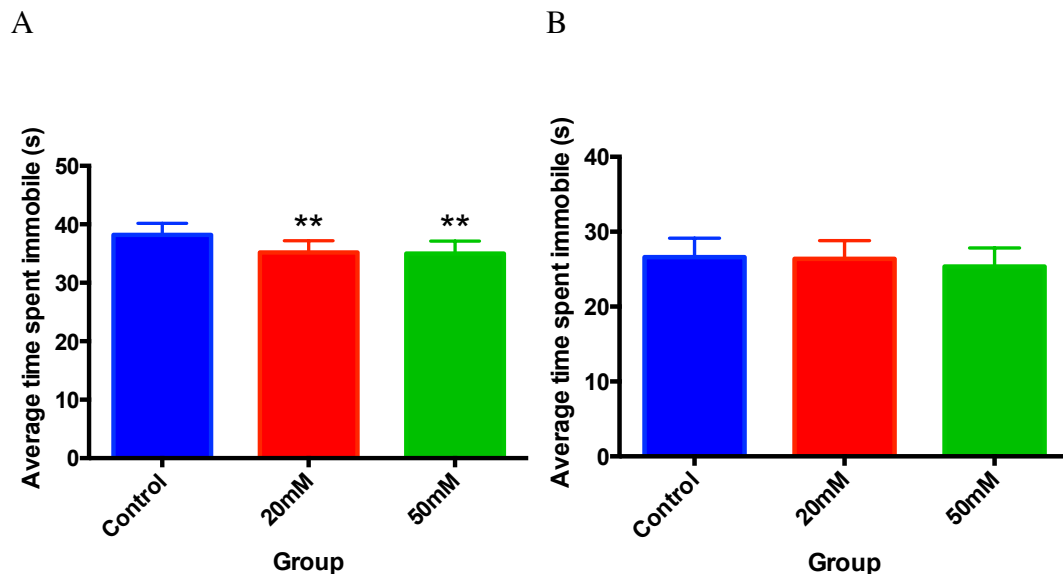 A
Average time spent immobile (s)
50
40
30
20
10
0
**
**
Control
20mM
50mM
Group
B
Average time spent immobile (s)
40
30
20
10
0
Control
20mM
50mM
Group